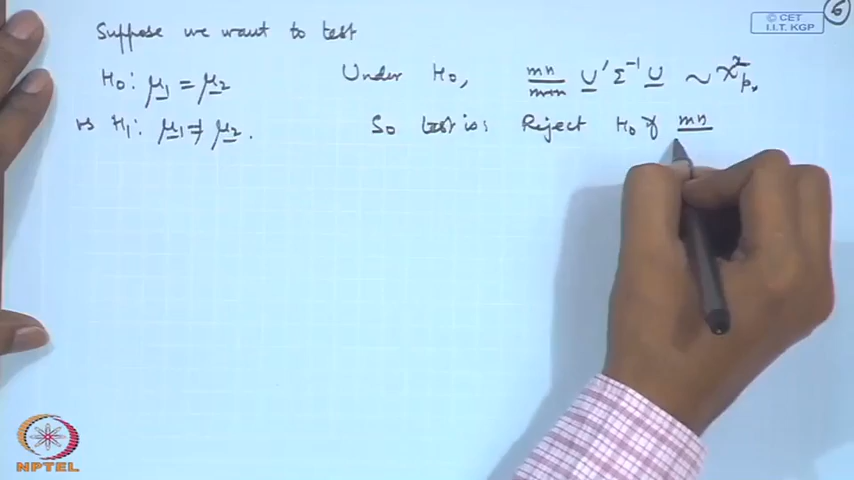 © CET
I.I.T. KGP
6
Suppose we want to test
H₀: μ₁ = μ₂ Under H₀, mn/m+n U' Σ⁻¹ U ~ χ²ₚ.
vs H₁: μ₁ ≠ μ₂. So test is: Reject H₀ if mn
NPTEL